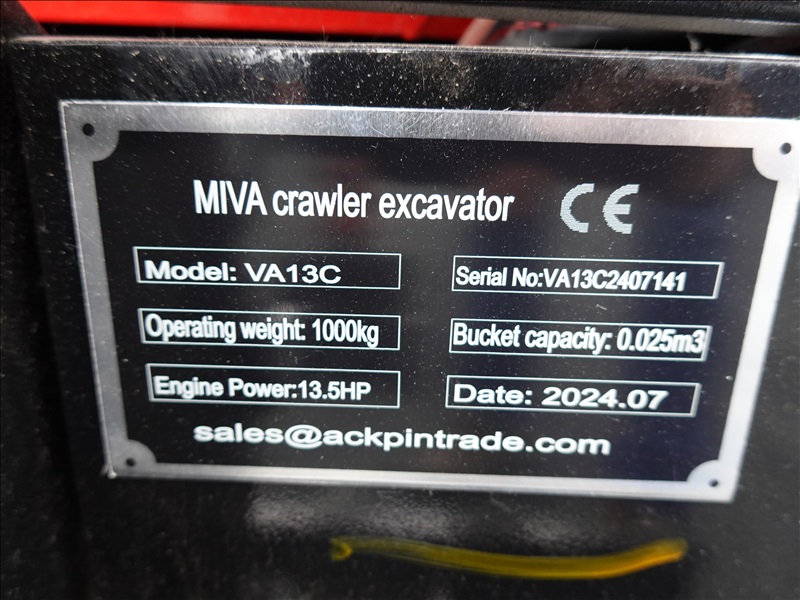 MIVA crawler excavator CE
Model: VA13C
Serial No:VA13C2407141
Operating weight: 1000kg
Bucket capacity: 0.025m3
Engine Power:13.5HP
Date: 2024.07
sales@ackpintrade.com